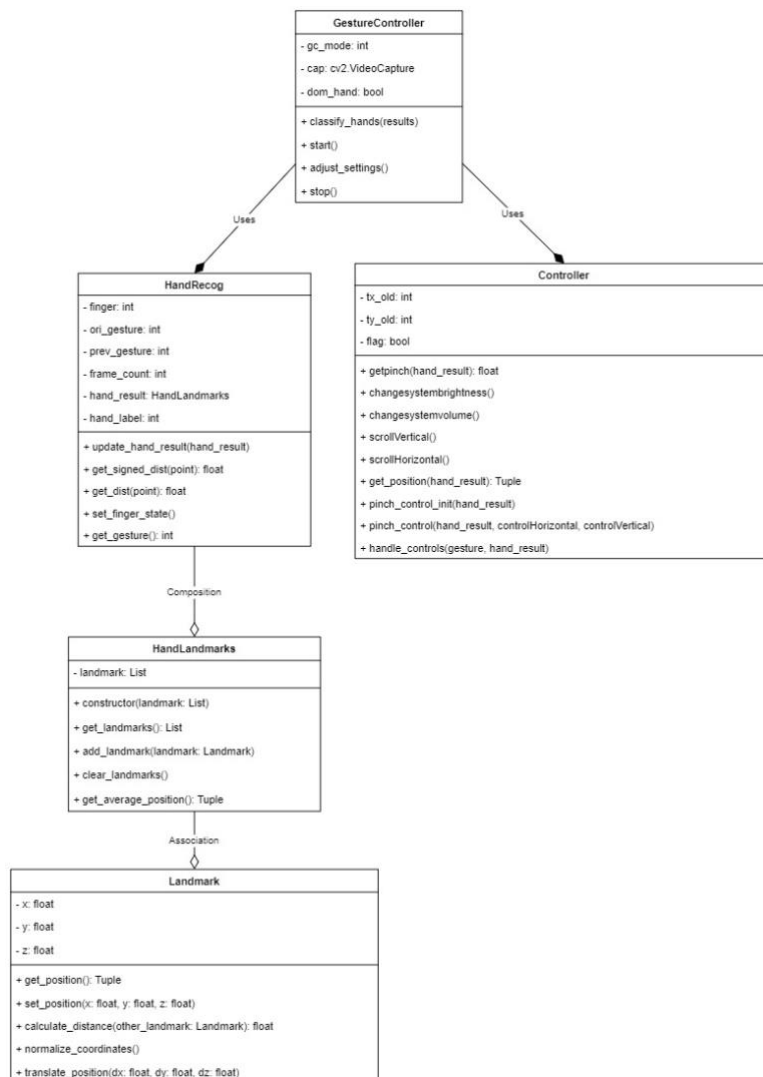 GestureController
- gc_mode: int
- cap: cv2.VideoCapture
- dom_hand: bool
+ classify_hands(results)
+ start()
+ adjust_settings()
+ stop()
Uses
Uses
HandRecog
- finger: int
- ori_gesture: int
- prev_gesture: int
- frame_count: int
- hand_result: HandLandmarks
- hand_label: int
+ update_hand_result(hand_result)
+ get_signed_dist(point): float
+ get_dist(point): float
+ set_finger_state()
+ get_gesture(): int
Controller
- tx_old: int
- ty_old: int
- flag: bool
+ getpinch(hand_result): float
+ changesystembrightness()
+ changesystemvolume()
+ scrollVertical()
+ scrollHorizontal()
+ get_position(hand_result): Tuple
+ pinch_control_init(hand_result)
+ pinch_control(hand_result, controlHorizontal, controlVertical)
+ handle_controls(gesture, hand_result)
Composition
HandLandmarks
- landmark: List
+ constructor(landmark: List)
+ get_landmarks(): List
+ add_landmark(landmark: Landmark)
+ clear_landmarks()
+ get_average_position(): Tuple
Association
Landmark
- x: float
- y: float
- z: float
+ get_position(): Tuple
+ set_position(x: float, y: float, z: float)
+ calculate_distance(other_landmark: Landmark): float
+ normalize_coordinates()
+ translate_position(dx: float, dy: float, dz: float)